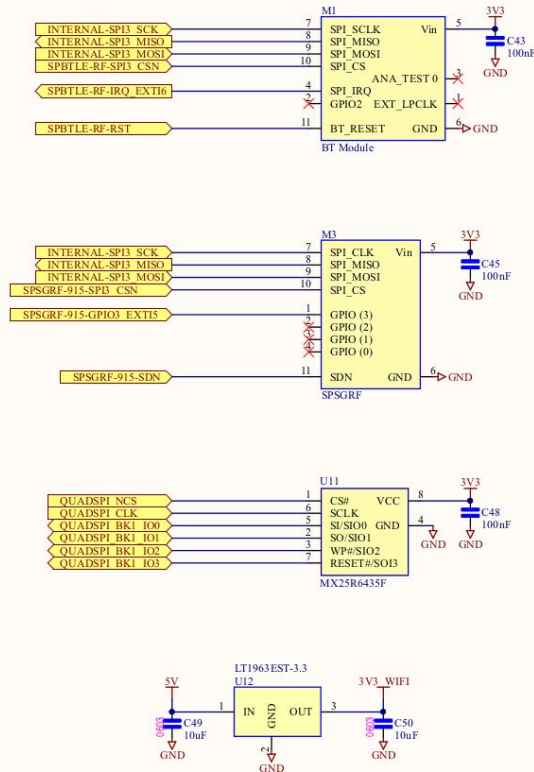 M1
3V3
INTERNAL-SPI3_SCK 7 SPI_SCLK Vin 5
INTERNAL-SPI3_MISO 8 SPI_MISO
INTERNAL-SPI3_MOSI 9 SPI_MOSI
SPBTLE-RF-SPI3_CSN 10 SPI_CS
C43
100nF
GND
ANA_TEST0 3
SPBTLE-RF-IRQ_EXTI6 4 SPI_IRQ
2 GPIO2 EXT_LPCLK 1
SPBTLE-RF-RST 11 BT_RESET GND 6 GND
BT Module
M3
3V3
INTERNAL-SPI3_SCK 7 SPI_CLK Vin 5
INTERNAL-SPI3_MISO 8 SPI_MISO
INTERNAL-SPI3_MOSI 9 SPI_MOSI
SPSGRF-915-SPI3_CSN 10 SPI_CS
C45
100nF
GND
SPSGRF-915-GPIO3_EXTI5 1 GPIO (3)
2 GPIO (2)
3 GPIO (1)
4 GPIO (0)
SPSGRF-915-SDN 11 SDN GND 6 GND
SPSGRF
U11
3V3
QUADSPI_NCS 1 CS# VCC 8
QUADSPI_CLK 6 SCLK
QUADSPI_BK1_IO0 5 SI/SIO0 GND 4
QUADSPI_BK1_IO1 2 SO/SIO1
QUADSPI_BK1_IO2 3 WP#/SIO2
QUADSPI_BK1_IO3 7 RESET#/SOI3
C48
100nF
GND GND
MX25R6435F
LT1963EST-3.3
5V U12 3V3_WIFI
1 IN GND OUT 3
0603 C49
10uF
GND
2
GND
0603 C50
10uF
GND